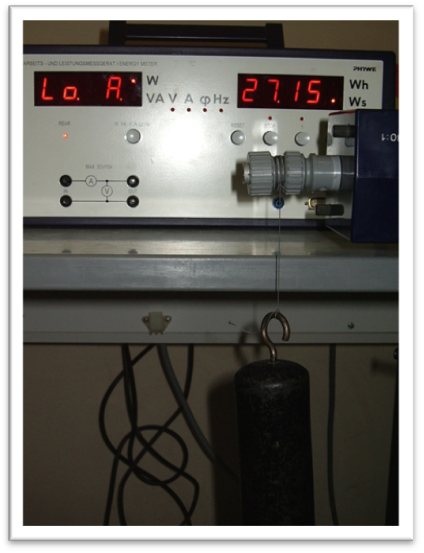 ARBEITS - UND LEISTUNGSMESSGERÄT / ENERGY METER
PHYWE
Lo. A.
W
VA V A φ Hz
27.15.
Wh
Ws
RESET
A
V